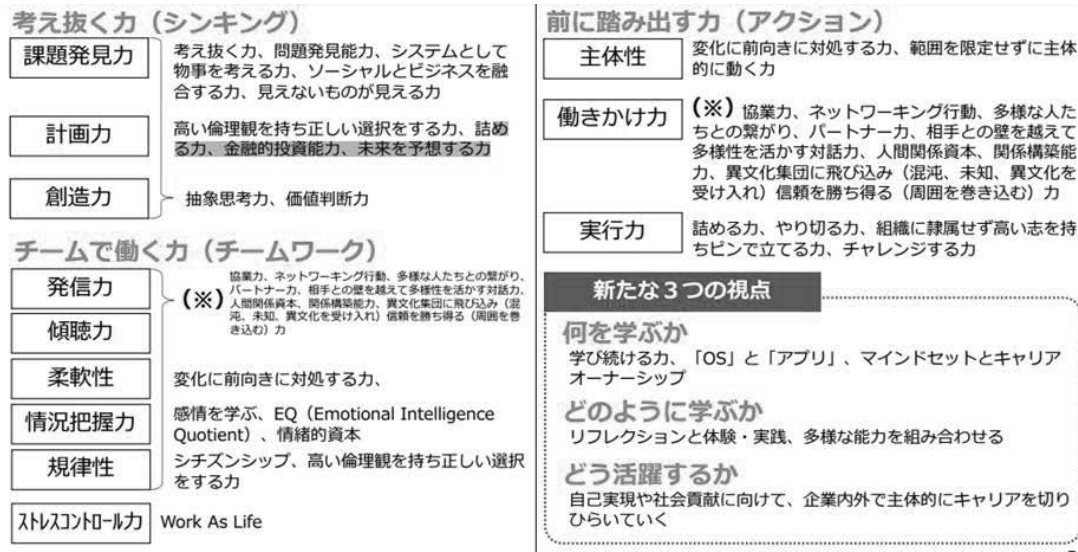 考え抜く力（シンキング）
課題発見力
考え抜く力、問題発見能力、システムとして
物事を考える力、ソーシャルとビジネスを融
合する力、見えないものが見える力
計画力
高い倫理観を持ち正しい選択をする力、詰め
る力、金融的投資能力、未来を予想する力
創造力
抽象思考力、価値判断力
チームで働く力（チームワーク）
発信力
傾聴力
（※）
協業力、ネットワーキング行動、多様な人たちとの繋がり、
パートナー力、相手との壁を越えて多様性を活かす対話力、
人間関係資本、関係構築能力、異文化集団に飛び込み（混
沌、未知、異文化を受け入れ）信頼を勝ち得る（周囲を巻
き込む）力
柔軟性
変化に前向きに対処する力、
情況把握力
感情を学ぶ、EQ（Emotional Intelligence
Quotient）、情緒的資本
規律性
シチズンシップ、高い倫理観を持ち正しい選択
をする力
ｽﾄﾚｽｺﾝﾄﾛｰﾙ力
Work As Life
前に踏み出す力（アクション）
主体性
変化に前向きに対処する力、範囲を限定せずに主体
的に動く力
働きかけ力
（※）協業力、ネットワーキング行動、多様な人た
ちとの繋がり、パートナー力、相手との壁を越えて
多様性を活かす対話力、人間関係資本、関係構築能
力、異文化集団に飛び込み（混沌、未知、異文化を
受け入れ）信頼を勝ち得る（周囲を巻き込む）力
実行力
詰める力、やり切る力、組織に隷属せず高い志を持
ちピンで立てる力、チャレンジする力
新たな３つの視点
何を学ぶか
学び続ける力、「OS」と「アプリ」、マインドセットとキャリア
オーナーシップ
どのように学ぶか
リフレクションと体験・実践、多様な能力を組み合わせる
どう活躍するか
自己実現や社会貢献に向けて、企業内外で主体的にキャリアを切り
ひらいていく